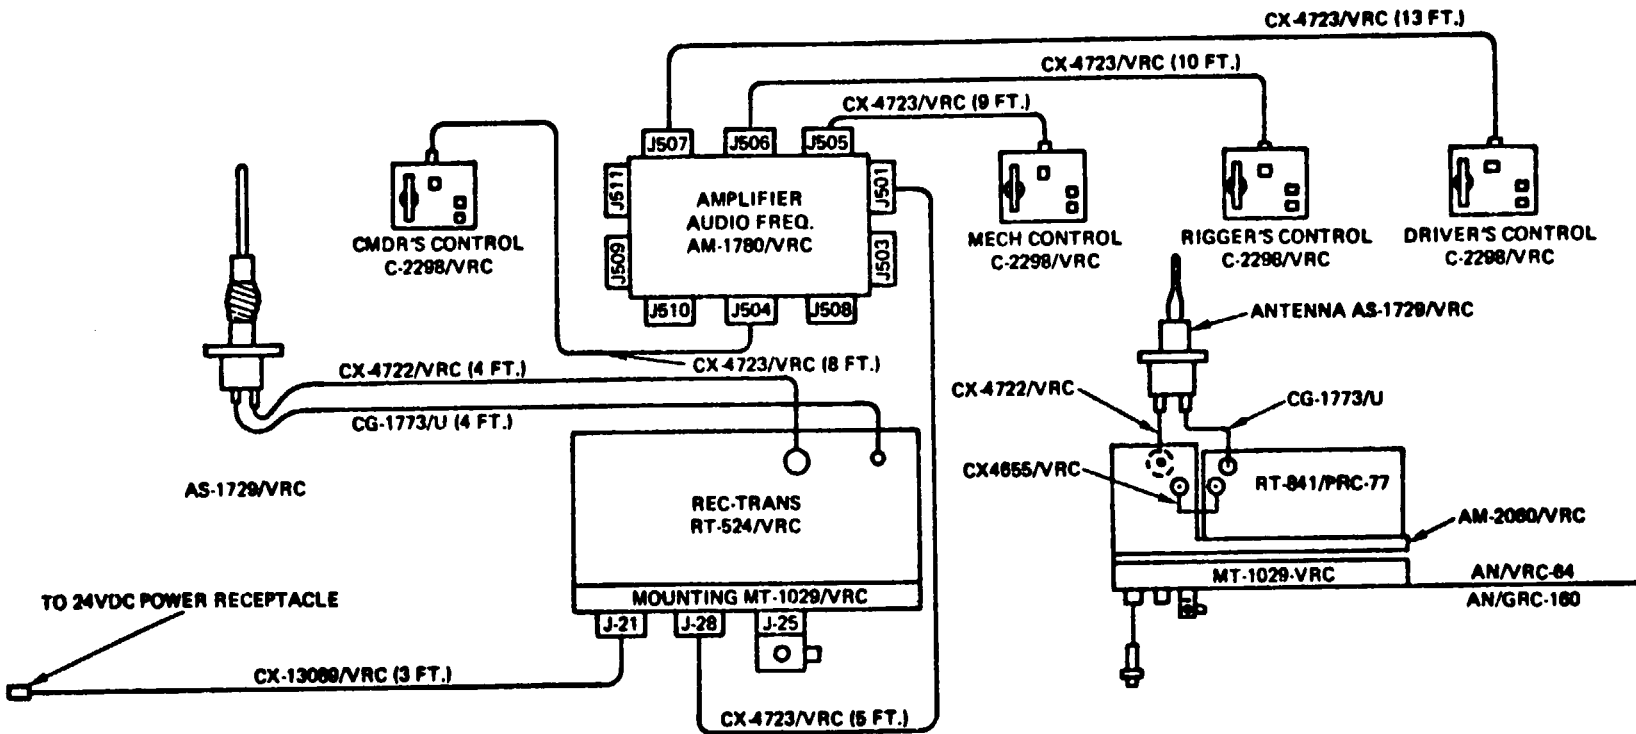 CX-4723/VRC (13 FT.)
CX-4723/VRC (10 FT.)
CX-4723/VRC (9 FT.)
J507
J506
J505
J511
J501
AMPLIFIER
AUDIO FREQ.
AM-1780/VRC
J509
J503
J510
J504
J508
CMDR'S CONTROL
C-2298/VRC
MECH CONTROL
C-2298/VRC
RIGGER'S CONTROL
C-2298/VRC
DRIVER'S CONTROL
C-2298/VRC
ANTENNA AS-1729/VRC
CX-4723/VRC (8 FT.)
CX-4722/VRC (4 FT.)
CG-1773/U (4 FT.)
CX-4722/VRC
CG-1773/U
AS-1729/VRC
CX4655/VRC
RT-841/PRC-77
REC-TRANS
RT-524/VRC
AM-2060/VRC
MT-1029-VRC
AN/VRC-64
AN/GRC-160
MOUNTING MT-1029/VRC
TO 24VDC POWER RECEPTACLE
J-21
J-28
J-25
CX-13089/VRC (3 FT.)
CX-4723/VRC (5 FT.)